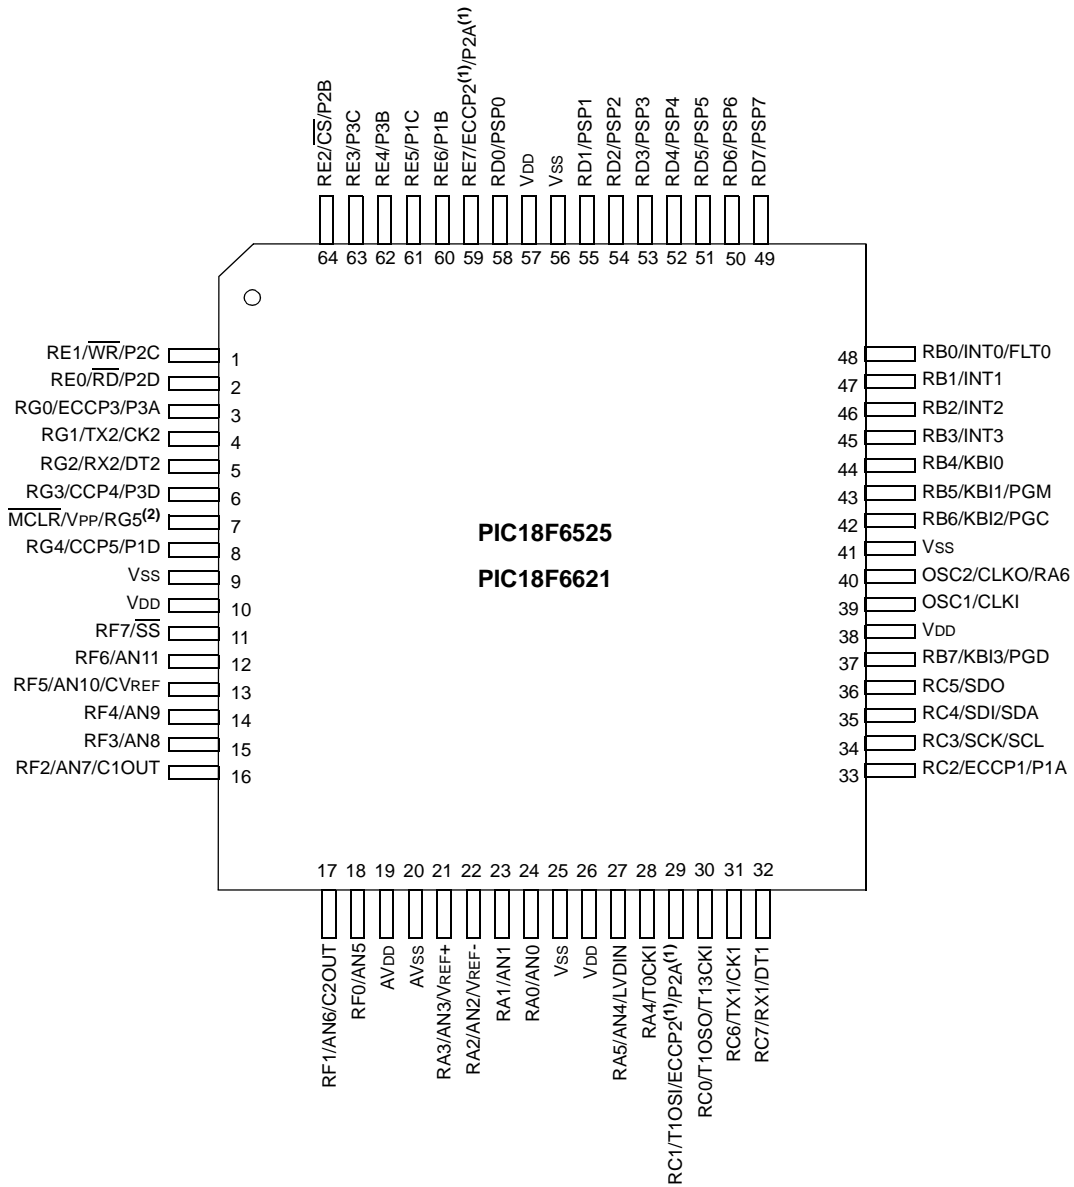 RE2/CS/P2B
RE3/P3C
RE4/P3B
RE5/P1C
RE6/P1B
RE7/ECCP2(1)/P2A(1)
RD0/PSP0
VDD
VSS
RD1/PSP1
RD2/PSP2
RD3/PSP3
RD4/PSP4
RD5/PSP5
RD6/PSP6
RD7/PSP7
64 63 62 61 60 59 58 57 56 55 54 53 52 51 50 49
RE1/WR/P2C 1
RE0/RD/P2D 2
RG0/ECCP3/P3A 3
RG1/TX2/CK2 4
RG2/RX2/DT2 5
RG3/CCP4/P3D 6
MCLR/VPP/RG5(2) 7
RG4/CCP5/P1D 8
VSS 9
VDD 10
RF7/SS 11
RF6/AN11 12
RF5/AN10/CVREF 13
RF4/AN9 14
RF3/AN8 15
RF2/AN7/C1OUT 16
PIC18F6525
PIC18F6621
48 RB0/INT0/FLT0
47 RB1/INT1
46 RB2/INT2
45 RB3/INT3
44 RB4/KBI0
43 RB5/KBI1/PGM
42 RB6/KBI2/PGC
41 VSS
40 OSC2/CLKO/RA6
39 OSC1/CLKI
38 VDD
37 RB7/KBI3/PGD
36 RC5/SDO
35 RC4/SDI/SDA
34 RC3/SCK/SCL
33 RC2/ECCP1/P1A
17 18 19 20 21 22 23 24 25 26 27 28 29 30 31 32
RF1/AN6/C2OUT
RF0/AN5
AVDD
AVSS
RA3/AN3/VREF+
RA2/AN2/VREF-
RA1/AN1
RA0/AN0
VSS
VDD
RA5/AN4/LVDIN
RA4/T0CKI
RC1/T1OSI/ECCP2(1)/P2A(1)
RC0/T1OSO/T13CKI
RC6/TX1/CK1
RC7/RX1/DT1